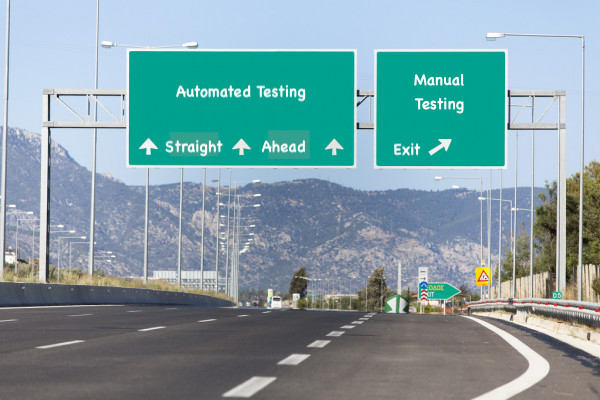 Automated Testing
Straight Ahead
Manual
Testing
Exit